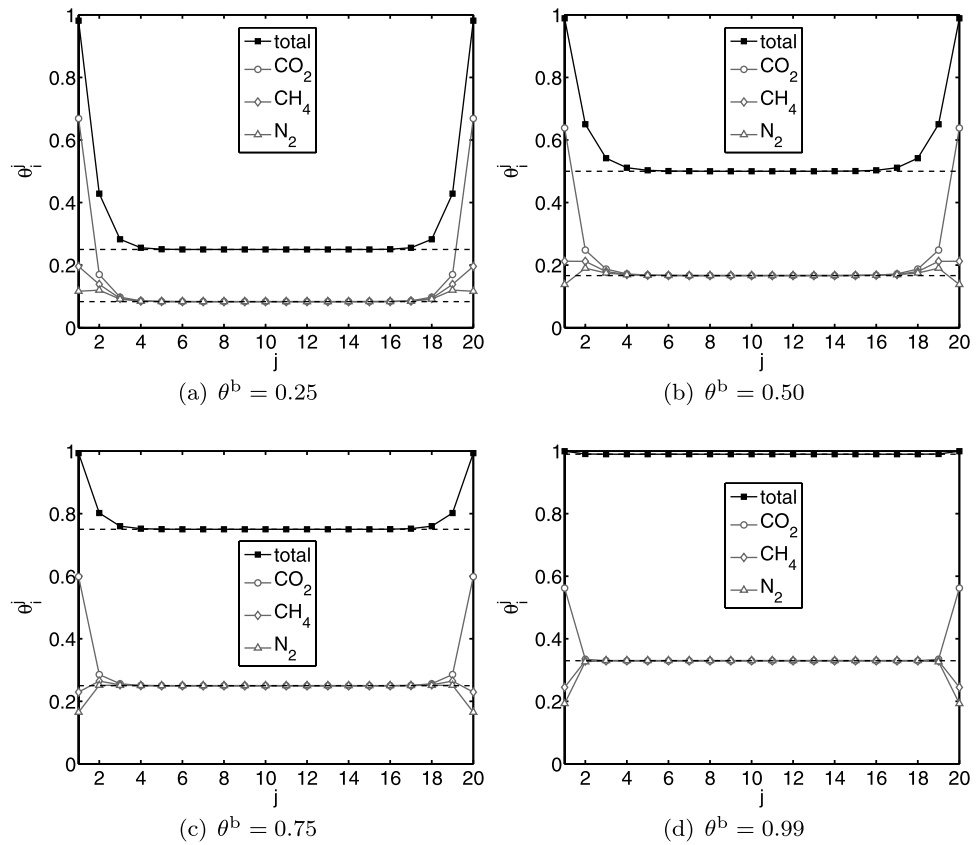 1
0.8
0.6
0.4
0.2
0
θ_i^j
total
CO₂
CH₄
N₂
2 4 6 8 10 12 14 16 18 20
j
(a) θ^b = 0.25
1
0.8
0.6
0.4
0.2
0
θ_i^j
total
CO₂
CH₄
N₂
2 4 6 8 10 12 14 16 18 20
j
(b) θ^b = 0.50
1
0.8
0.6
0.4
0.2
0
θ_i^j
total
CO₂
CH₄
N₂
2 4 6 8 10 12 14 16 18 20
j
(c) θ^b = 0.75
1
0.8
0.6
0.4
0.2
0
θ_i^j
total
CO₂
CH₄
N₂
2 4 6 8 10 12 14 16 18 20
j
(d) θ^b = 0.99